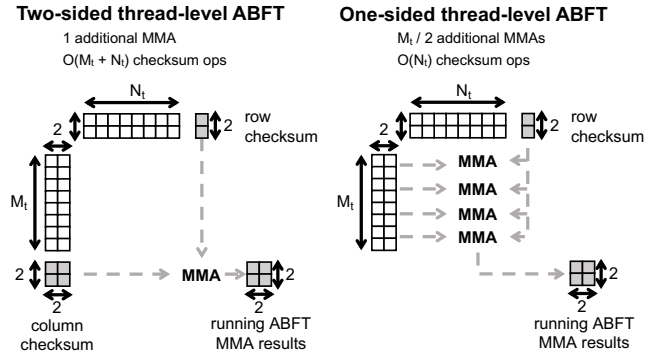 Two-sided thread-level ABFT
1 additional MMA
O(Mₜ + Nₜ) checksum ops
Nₜ
2
2
row
checksum
2
Mₜ
2
MMA
2
2
2
column
checksum
running ABFT
MMA results
One-sided thread-level ABFT
Mₜ / 2 additional MMAs
O(Nₜ) checksum ops
Nₜ
2
2
row
checksum
2
Mₜ
MMA
MMA
MMA
MMA
2
2
running ABFT
MMA results